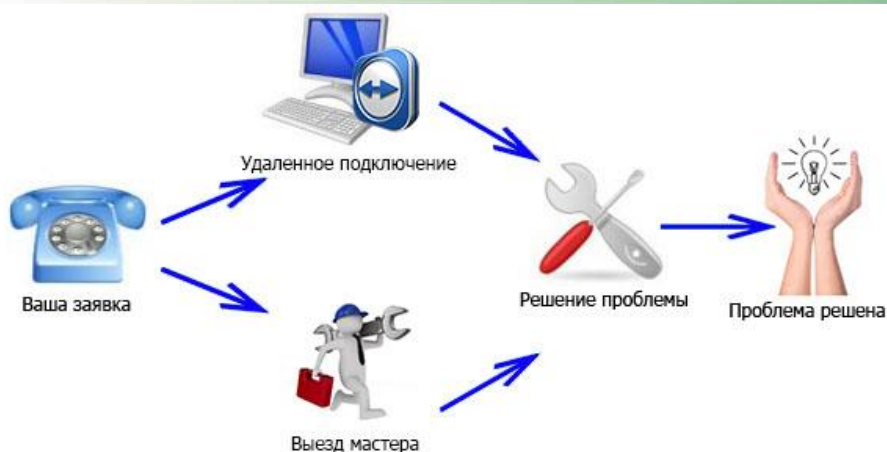 Удаленное подключение
Ваша заявка
Решение проблемы
Проблема решена
Выезд мастера